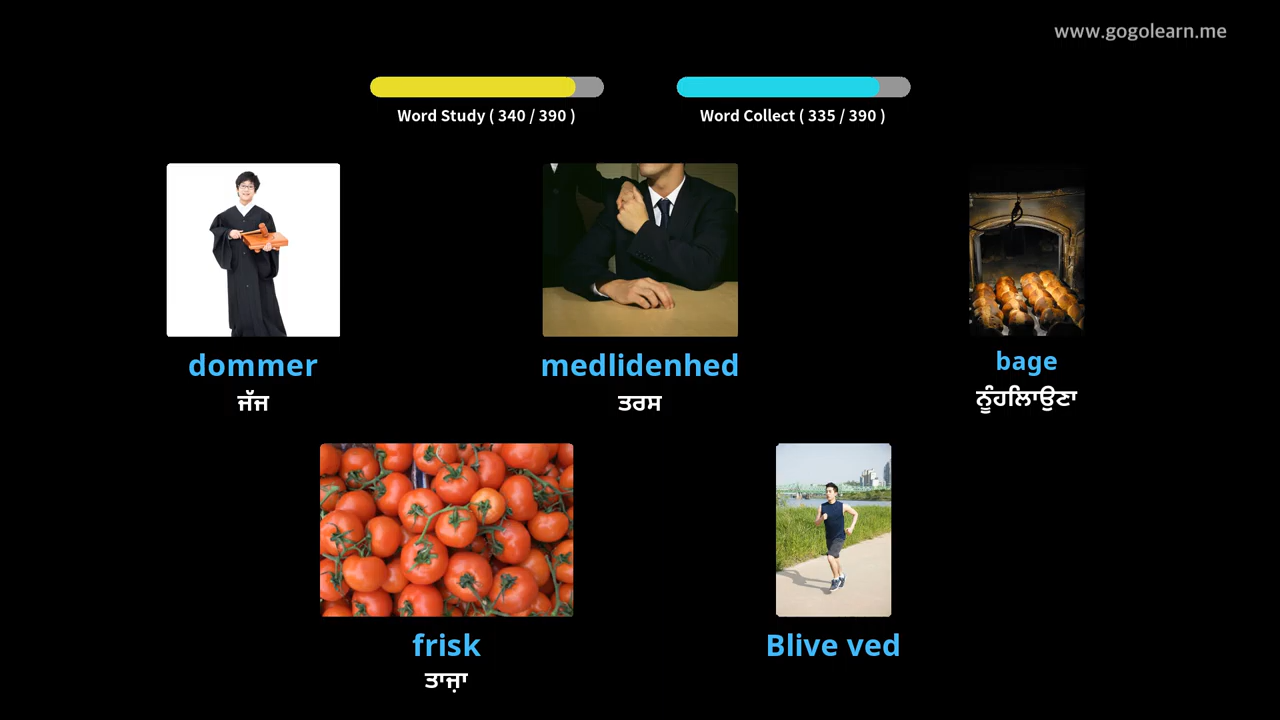 www.gogolearn.me
Word Study ( 340 / 390 )
Word Collect ( 335 / 390 )
dommer
ਜੱਜ
medlidenhed
ਤਰਸ
bage
ਨੂੰਹਲਿਾਉਣਾ
frisk
ਤਾਜ਼ਾ
Blive ved